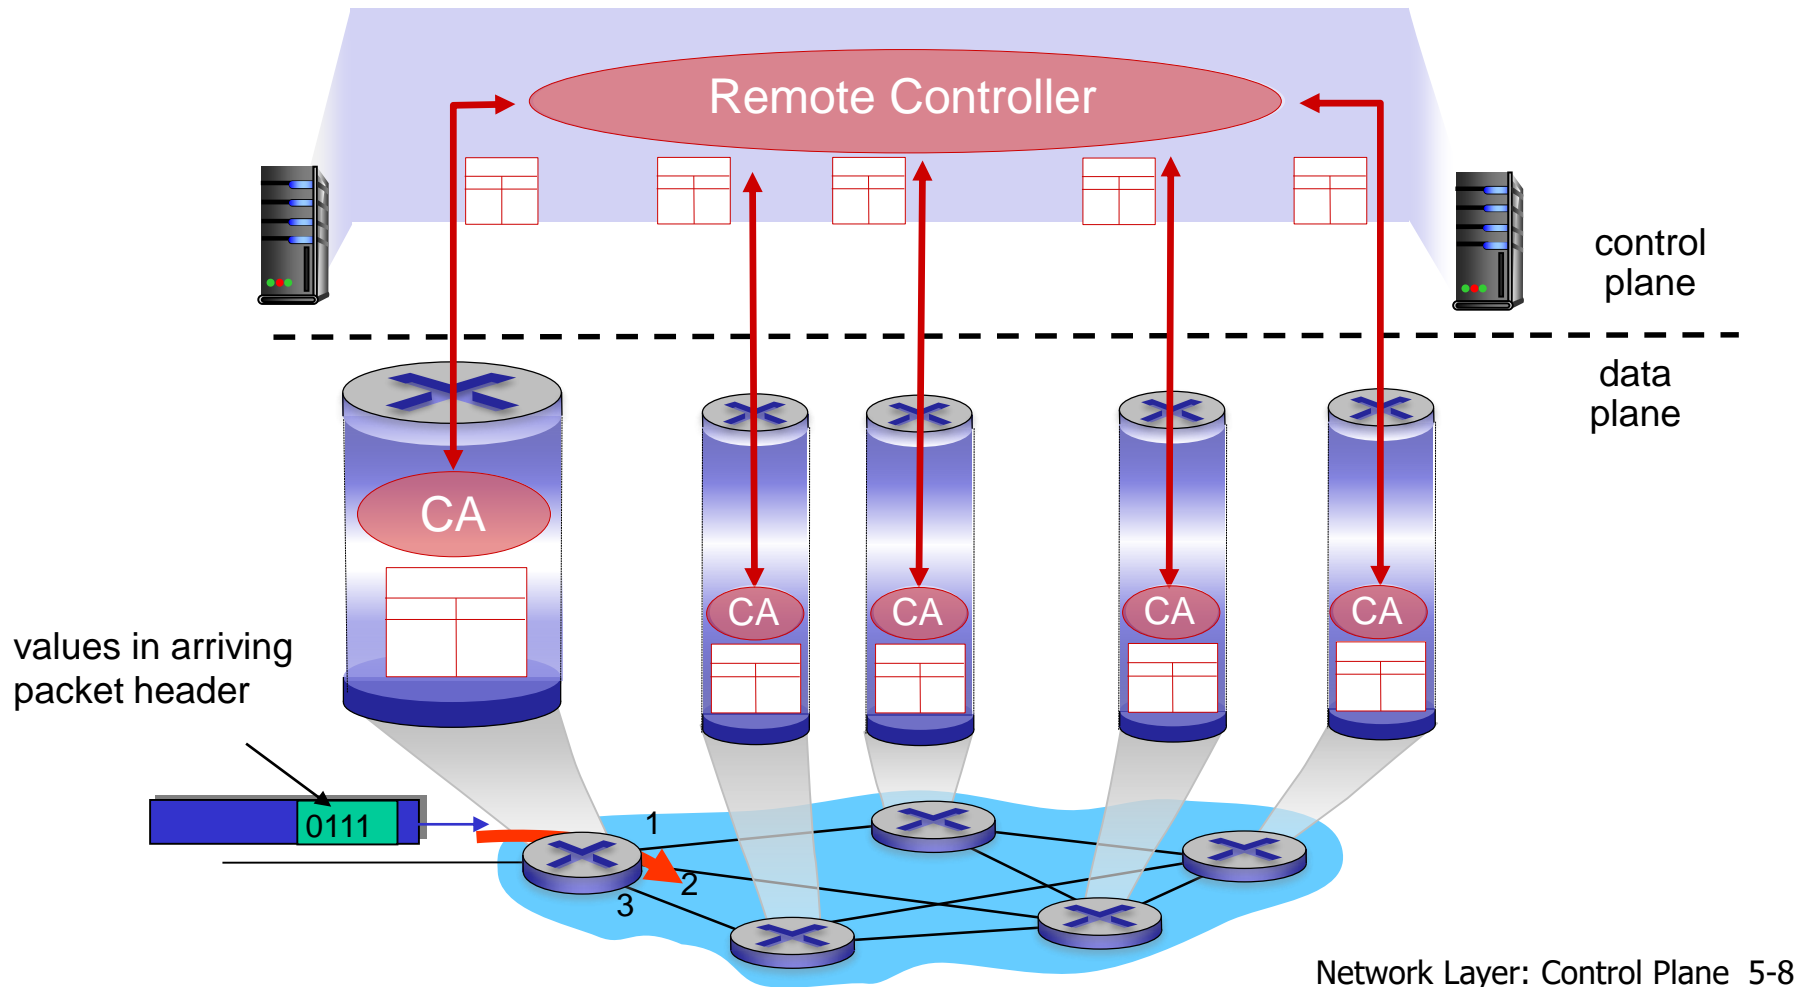 Remote Controller
control
plane
data
plane
CA
CA
CA
CA
CA
values in arriving
packet header
0111
1
2
3
Network Layer: Control Plane 5-8